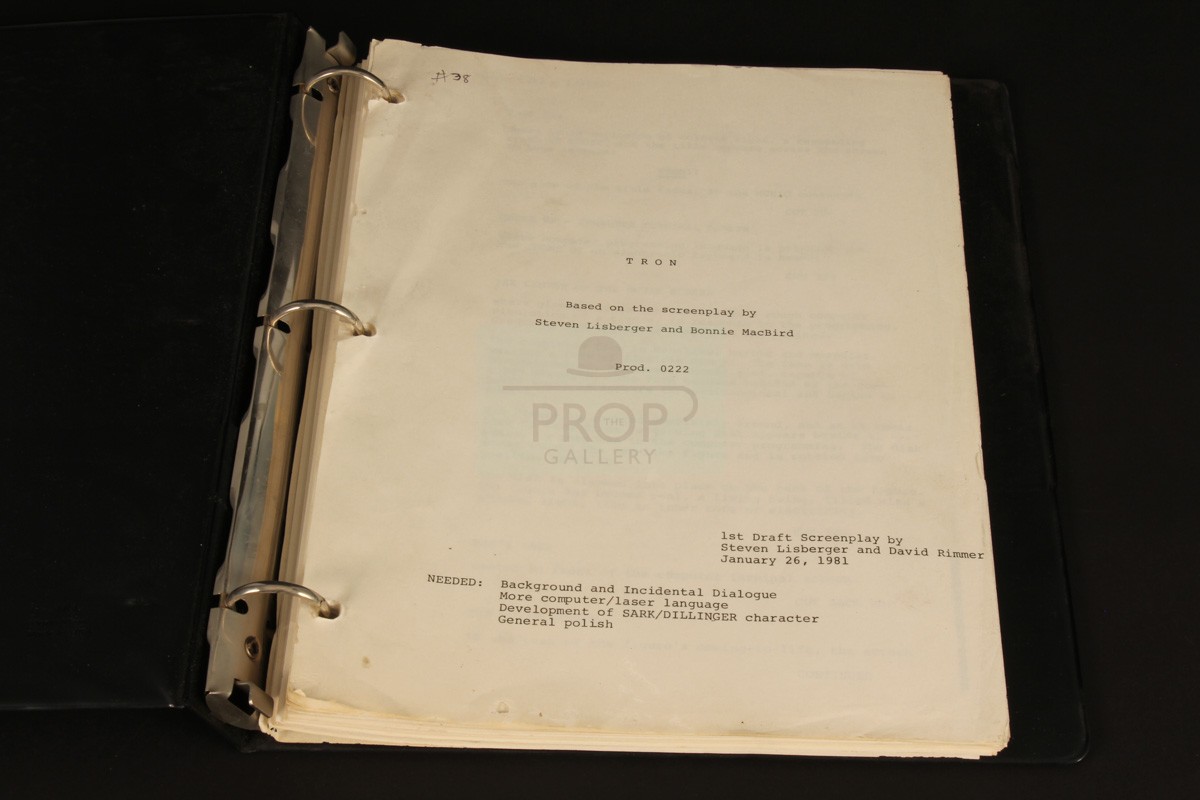 #38
T R O N
Based on the screenplay by
Steven Lisberger and Bonnie MacBird
Prod. 0222
THE
PROP
GALLERY
1st Draft Screenplay by
Steven Lisberger and David Rimmer
January 26, 1981
NEEDED: Background and Incidental Dialogue
More computer/laser language
Development of SARK/DILLINGER character
General polish